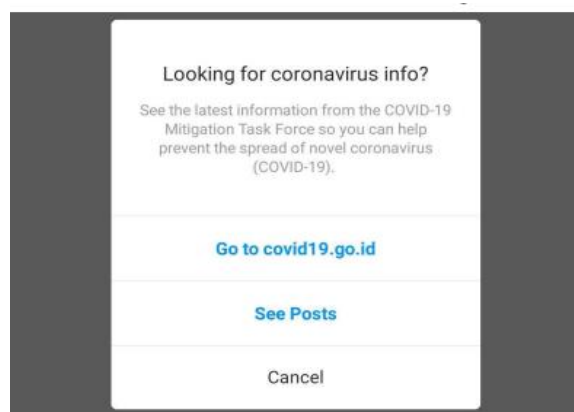 Looking for coronavirus info?
See the latest information from the COVID-19
Mitigation Task Force so you can help
prevent the spread of novel coronavirus
(COVID-19).
Go to covid19.go.id
See Posts
Cancel